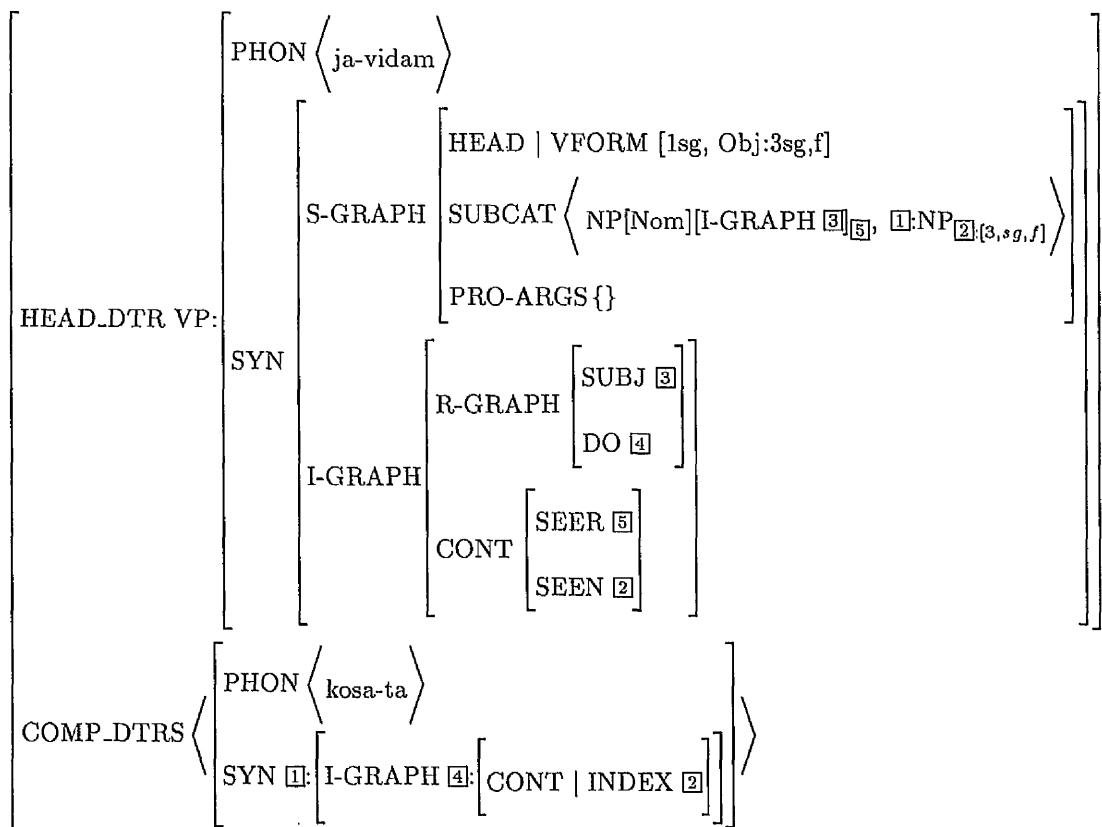 PHON ⟨ja-vidam⟩
HEAD | VFORM [1sg, Obj:3sg,f]
S-GRAPH SUBCAT ⟨NP[Nom][I-GRAPH [3]][5], [1]:NP[2]:[3,sg,f]⟩
PRO-ARGS {}
HEAD_DTR VP:
SYN
SUBJ [3]
R-GRAPH
DO [4]
I-GRAPH
SEER [5]
CONT
SEEN [2]
PHON ⟨kosa-ta⟩
COMP_DTRS
SYN [1]:[I-GRAPH [4]:[CONT | INDEX [2]]]